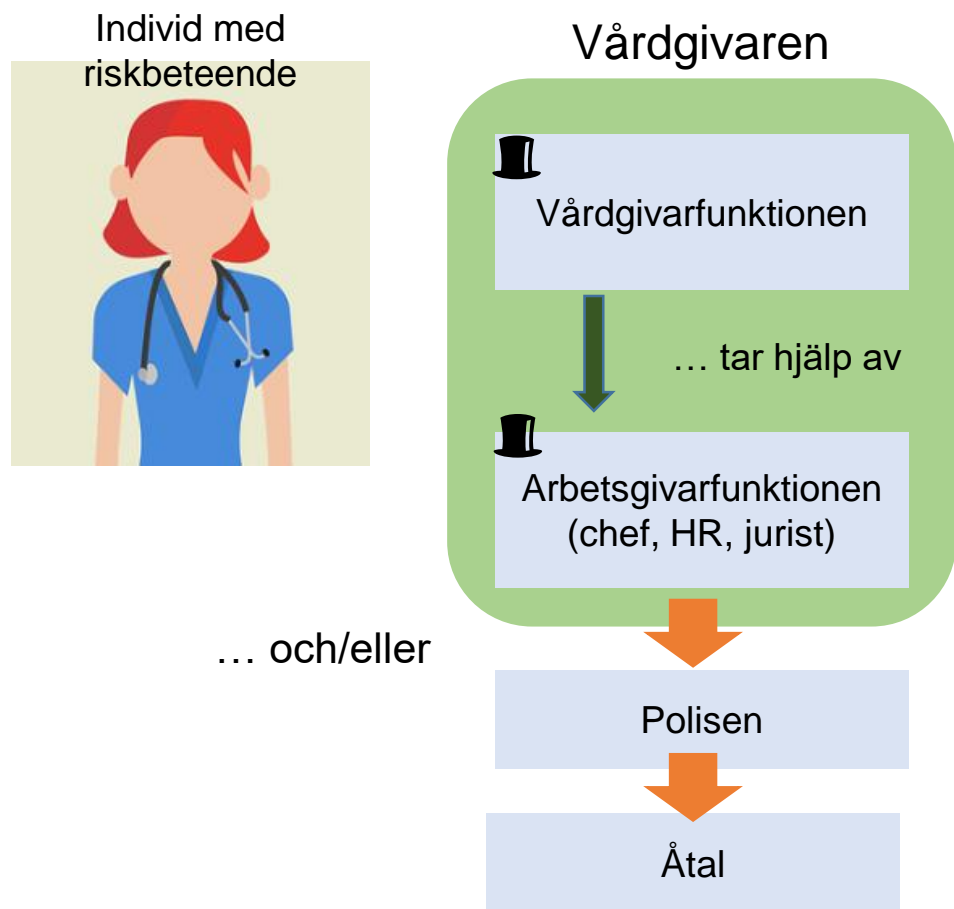 Individ med
riskbeteende
Vårdgivaren
Vårdgivarfunktionen
… tar hjälp av
Arbetsgivarfunktionen
(chef, HR, jurist)
… och/eller
Polisen
Åtal